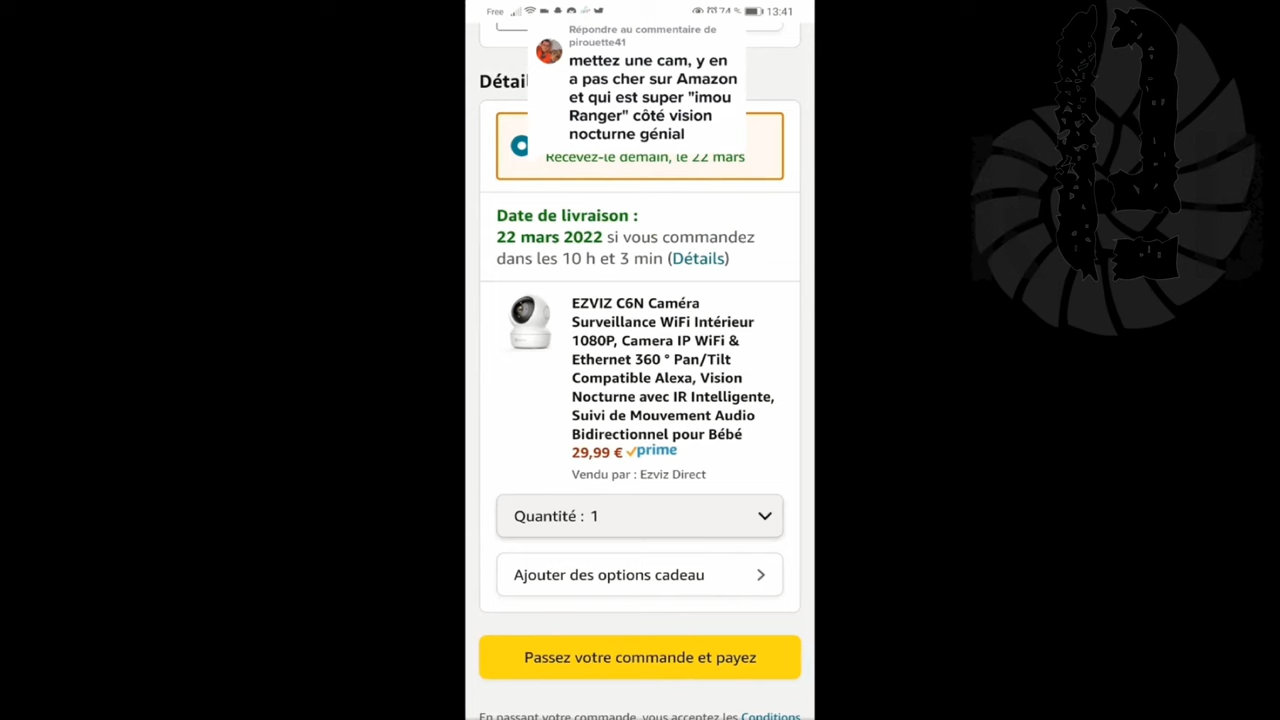 Free
13:41
Répondre au commentaire de
pirouette41
mettez une cam, y en
a pas cher sur Amazon
et qui est super "imou
Ranger" côté vision
nocturne génial
Détai
Recevez-le demain, le 22 mars
Date de livraison :
22 mars 2022 si vous commandez
dans les 10 h et 3 min (Détails)
EZVIZ C6N Caméra
Surveillance WiFi Intérieur
1080P, Camera IP WiFi &
Ethernet 360 ° Pan/Tilt
Compatible Alexa, Vision
Nocturne avec IR Intelligente,
Suivi de Mouvement Audio
Bidirectionnel pour Bébé
29,99 € prime
Vendu par : Ezviz Direct
Quantité : 1
Ajouter des options cadeau
Passez votre commande et payez
En passant votre commande, vous acceptez les Conditions